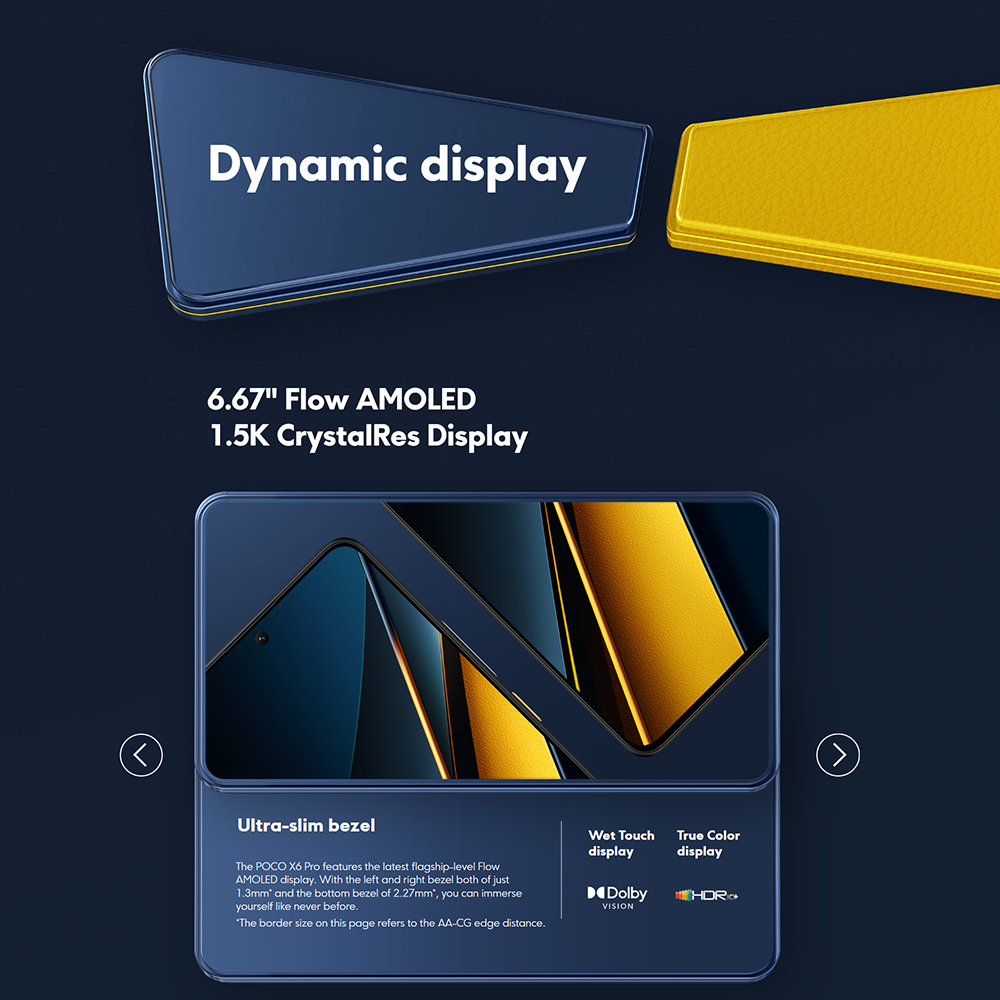 Dynamic display
6.67" Flow AMOLED
1.5K CrystalRes Display
Ultra-slim bezel
The POCO X6 Pro features the latest flagship-level Flow
AMOLED display. With the left and right bezel both of just
1.3mm* and the bottom bezel of 2.27mm*, you can immerse
yourself like never before.
*The border size on this page refers to the AA-CG edge distance.
Wet Touch
display
True Color
display
Dolby
VISION
HDR10+